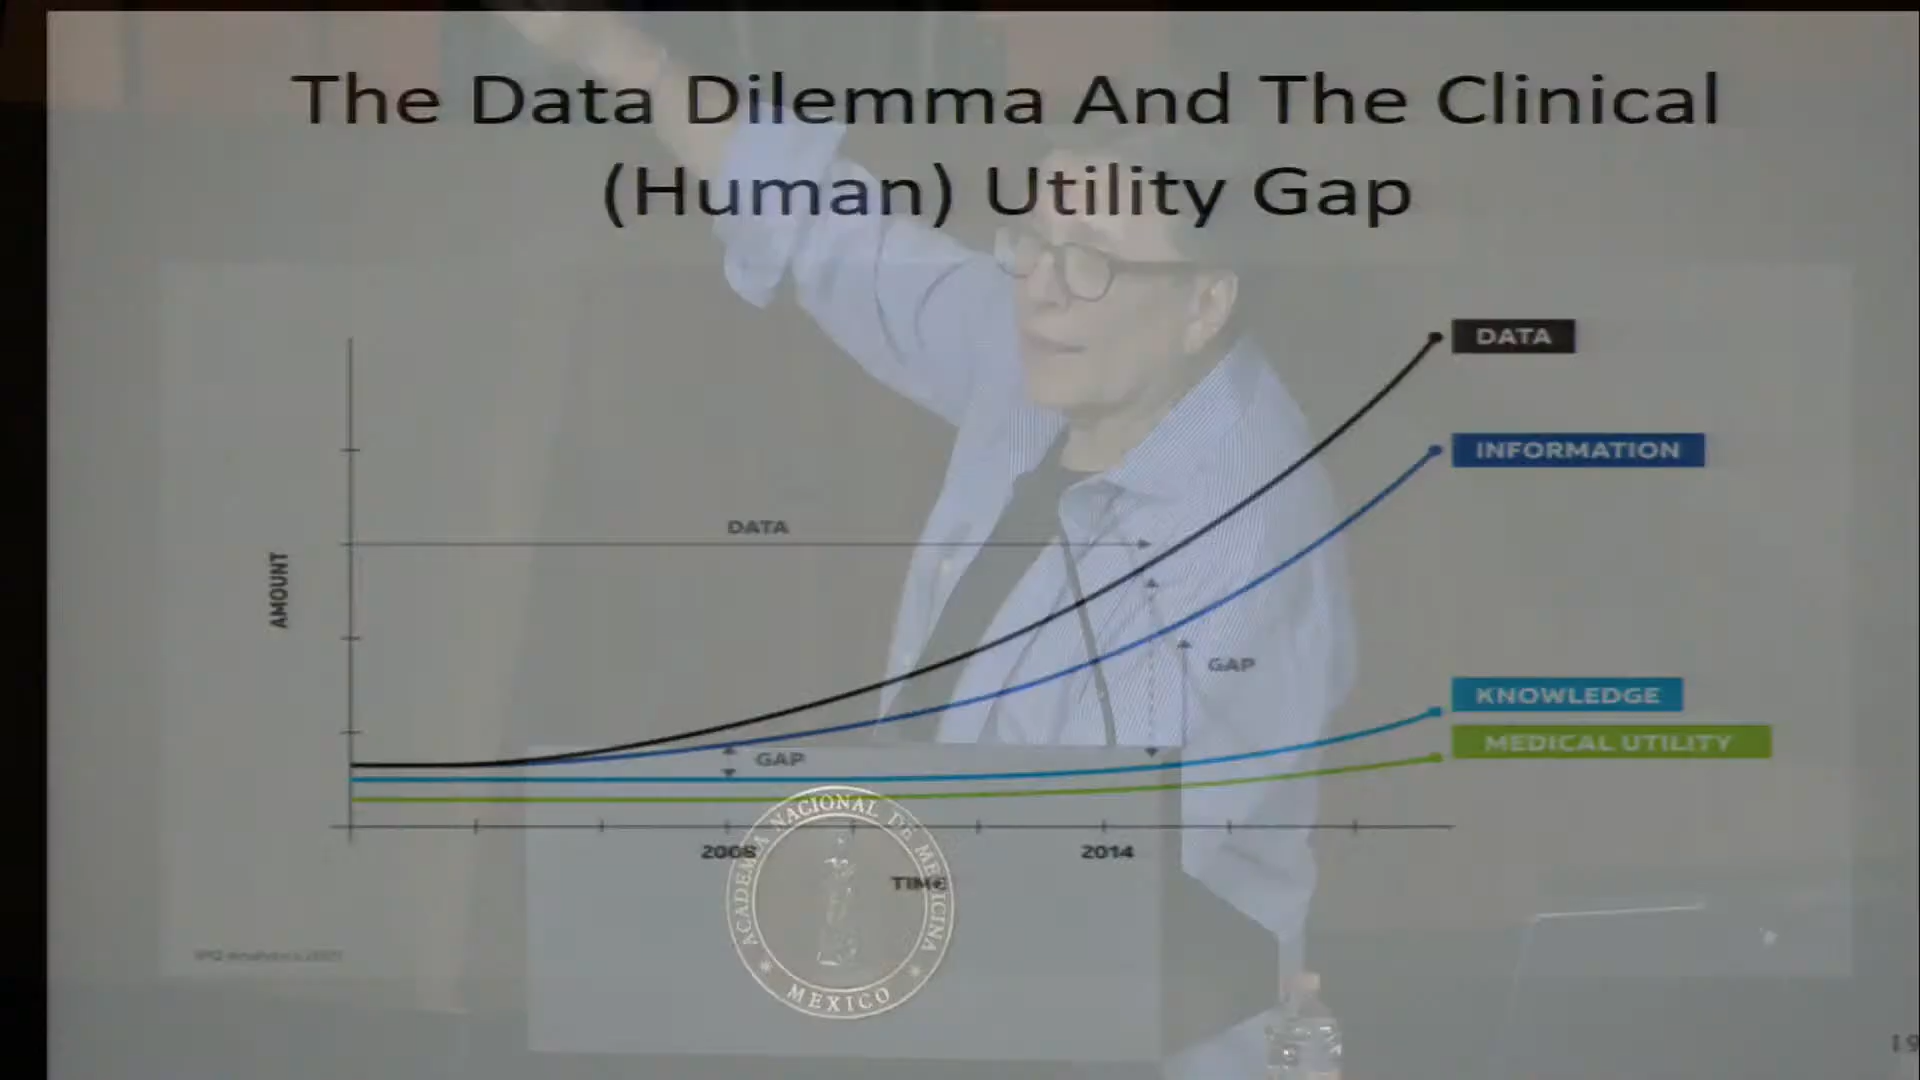 The Data Dilemma And The Clinical
(Human) Utility Gap
DATA
INFORMATION
DATA
AMOUNT
GAP
KNOWLEDGE
MEDICAL UTILITY
GAP
2008
2014
TIME
ACADEMIA NACIONAL DE MEDICINA
MEXICO
19